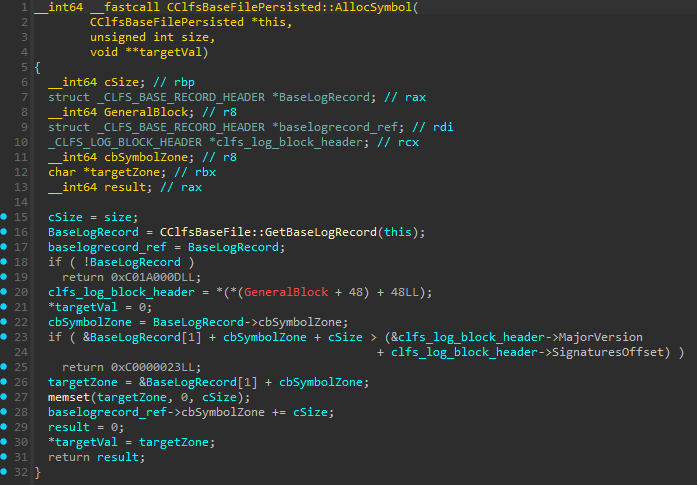 1 __int64 __fastcall CClfsBaseFilePersisted::AllocSymbol(
2 CClfsBaseFilePersisted *this,
3 unsigned int size,
4 void **targetVal)
5 {
6 __int64 cSize; // rbp
7 struct _CLFS_BASE_RECORD_HEADER *BaseLogRecord; // rax
8 __int64 GeneralBlock; // r8
9 struct _CLFS_BASE_RECORD_HEADER *baselogrecord_ref; // rdi
10 _CLFS_LOG_BLOCK_HEADER *clfs_log_block_header; // rcx
11 __int64 cbSymbolZone; // r8
12 char *targetZone; // rbx
13 __int64 result; // rax
14
15 cSize = size;
16 BaseLogRecord = CClfsBaseFile::GetBaseLogRecord(this);
17 baselogrecord_ref = BaseLogRecord;
18 if ( !BaseLogRecord )
19 return 0xC01A000DLL;
20 clfs_log_block_header = *(*(GeneralBlock + 48) + 48LL);
21 *targetVal = 0;
22 cbSymbolZone = BaseLogRecord->cbSymbolZone;
23 if ( &BaseLogRecord[1] + cbSymbolZone + cSize > (&clfs_log_block_header->MajorVersion
24 + clfs_log_block_header->SignaturesOffset) )
25 return 0xC0000023LL;
26 targetZone = &BaseLogRecord[1] + cbSymbolZone;
27 memset(targetZone, 0, cSize);
28 baselogrecord_ref->cbSymbolZone += cSize;
29 result = 0;
30 *targetVal = targetZone;
31 return result;
32 }